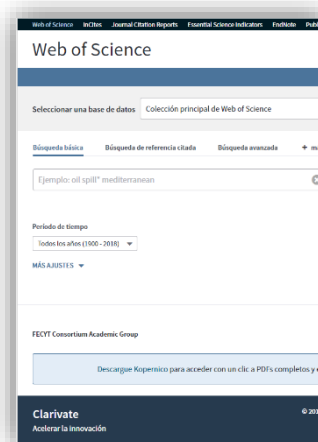 Web of Science InCites Journal Citation Reports Essential Science Indicators EndNote Publ
Web of Science
Seleccionar una base de datos Colección principal de Web of Science
Búsqueda básica Búsqueda de referencia citada Búsqueda avanzada + m
Ejemplo: oil spill* mediterranean
Período de tiempo
Todos los años (1900 - 2018)
MÁS AJUSTES
FECYT Consortium Academic Group
Descargue Kopernico para acceder con un clic a PDFs completos y
Clarivate © 201
Acelerar la innovación